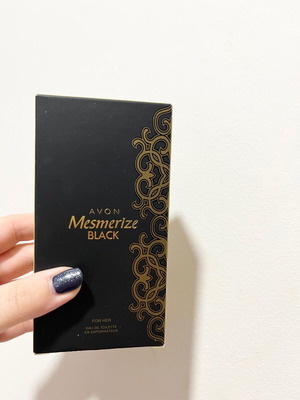 AVON
Mesmerize
BLACK
FOR HER
EAU DE TOILETTE
EN VAPORISATEUR